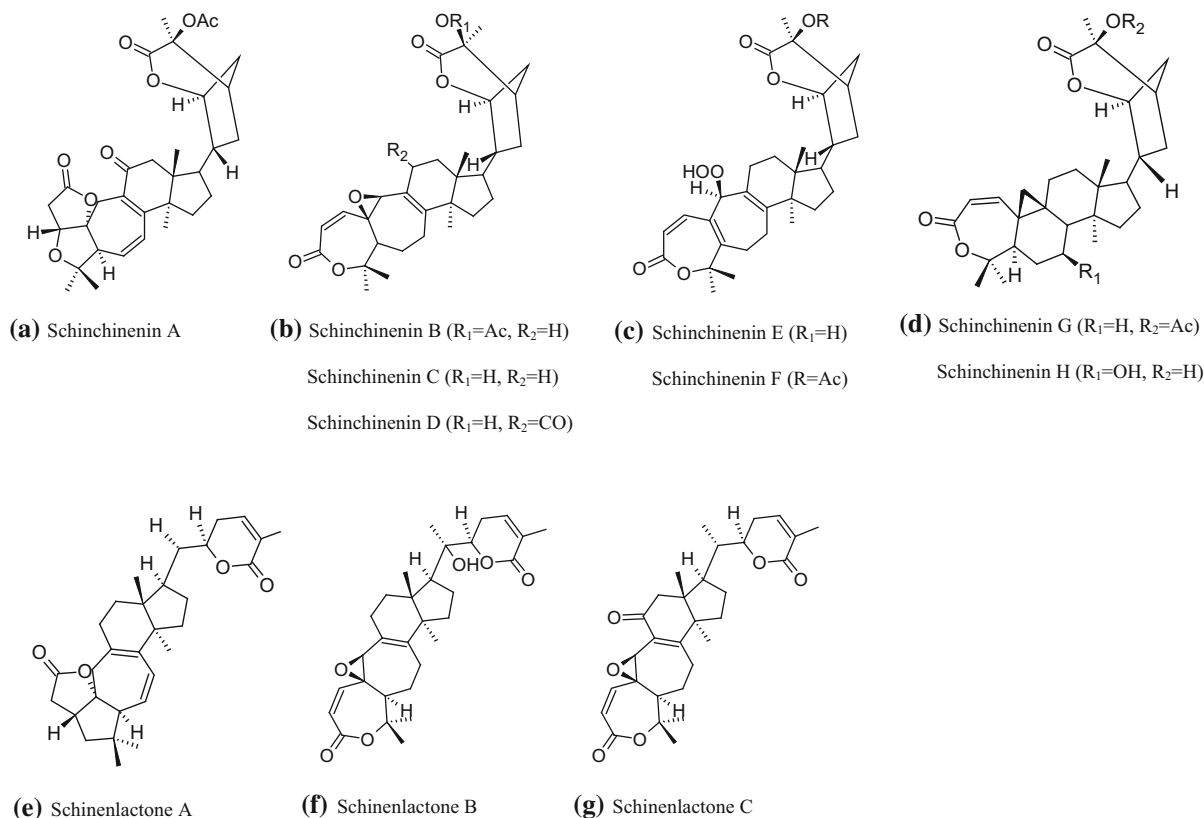 OAc
O
O
H
O
O
H
O
H
O
H
(a) Schinchinenin A
OR₁
O
O
H
R₂
H
O
O
O
(b) Schinchinenin B (R₁=Ac, R₂=H)
Schinchinenin C (R₁=H, R₂=H)
Schinchinenin D (R₁=H, R₂=CO)
OR
O
O
H
HOO
H
H
O
O
(c) Schinchinenin E (R₁=H)
Schinchinenin F (R=Ac)
OR₂
O
O
H
H
O
O
H
R₁
(d) Schinchinenin G (R₁=H, R₂=Ac)
Schinchinenin H (R₁=OH, R₂=H)
H
H
H
O
O
O
O
H
H
(e) Schinenlactone A
H
OH
O
H
O
O
H
O
O
(f) Schinenlactone B
H
H
O
O
O
O
H
O
O
(g) Schinenlactone C